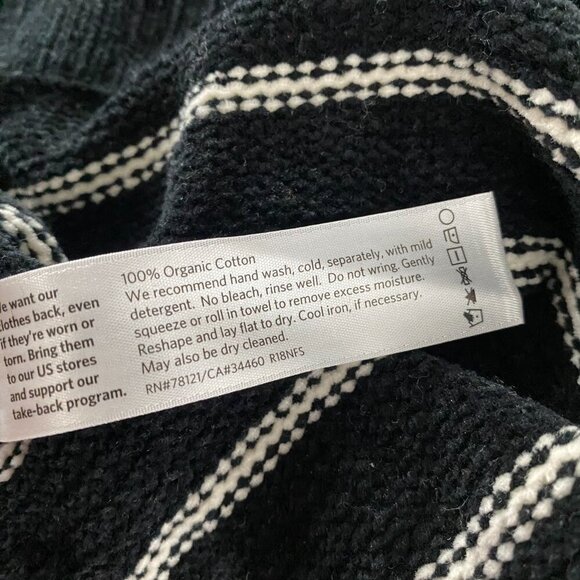 We want our
clothes back, even
if they're worn or
torn. Bring them
to our US stores
and support our
take-back program.
100% Organic Cotton
We recommend hand wash, cold, separately, with mild
detergent. No bleach, rinse well. Do not wring. Gently
squeeze or roll in towel to remove excess moisture.
Reshape and lay flat to dry. Cool iron, if necessary.
May also be dry cleaned.
RN#78121/CA#34460 R18NFS